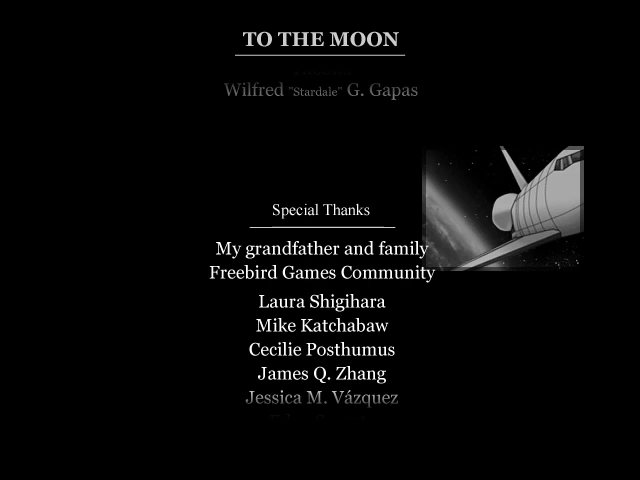 TO THE MOON
Wilfred "Stardale" G. Gapas
Special Thanks
My grandfather and family
Freebird Games Community
Laura Shigihara
Mike Katchabaw
Cecilie Posthumus
James Q. Zhang
Jessica M. Vázquez